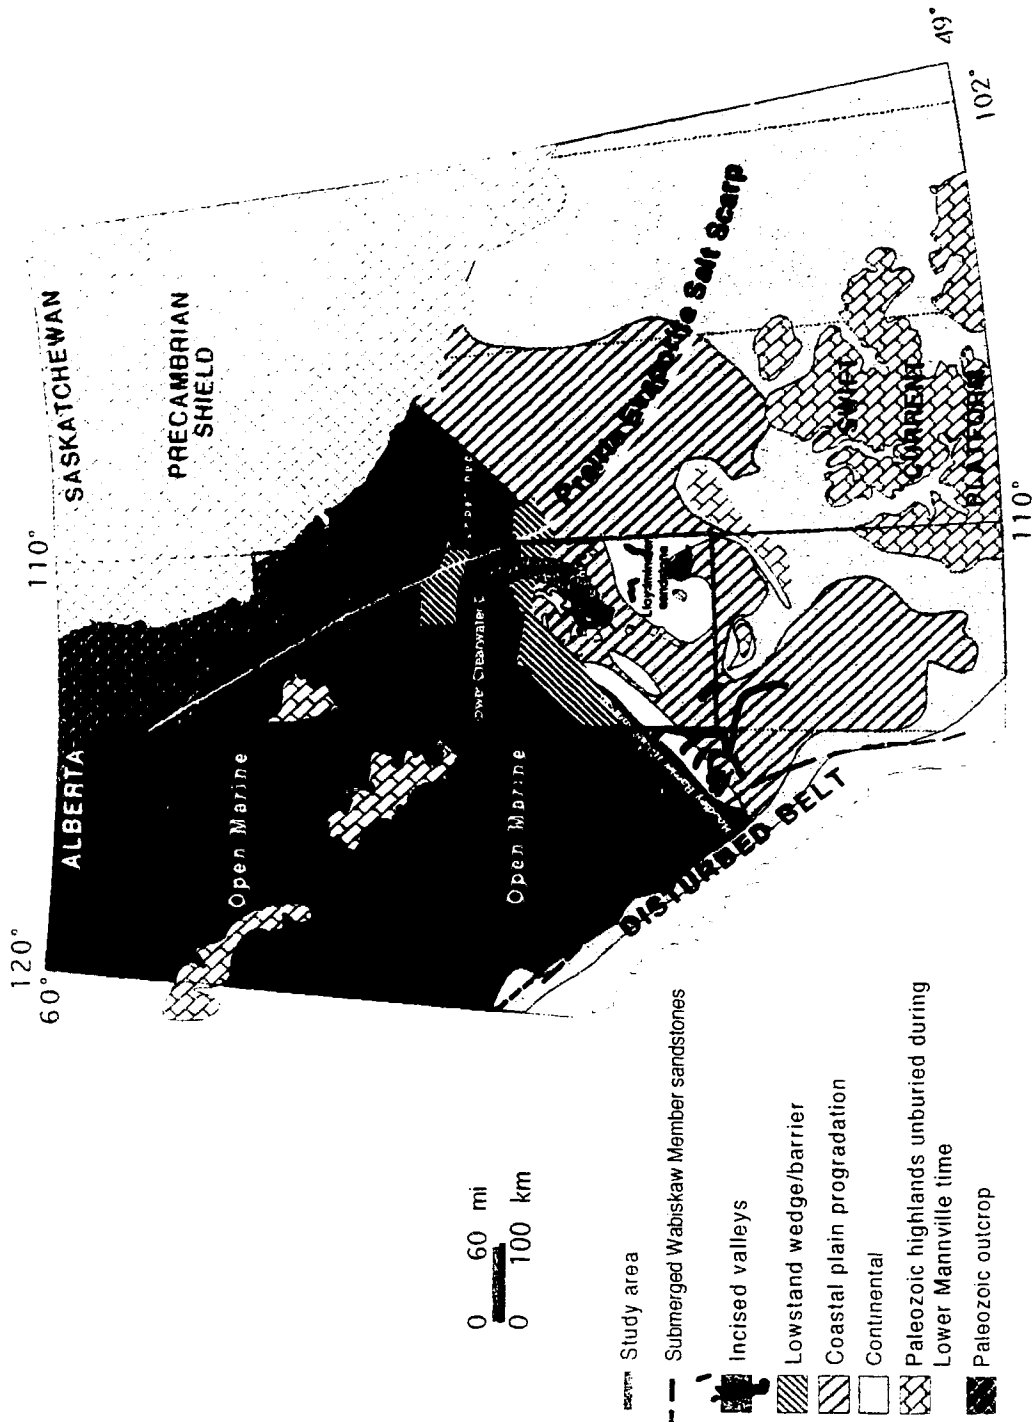 120°
60°
110°
ALBERTA
SASKATCHEWAN
PRECAMBRIAN
SHIELD
Open Marine
Open Marine
Prairie Evaporite Salt Scarp
Lloydminster
sandstone
SWIFT
CURRENT
PLATFORM
DISTURBED BELT
49°
102°
110°
0 60 mi
0 100 km
Study area
Submerged Wabiskaw Member sandstones
Incised valleys
Lowstand wedge/barrier
Coastal plain progradation
Continental
Paleozoic highlands unburied during
Lower Mannville time
Paleozoic outcrop